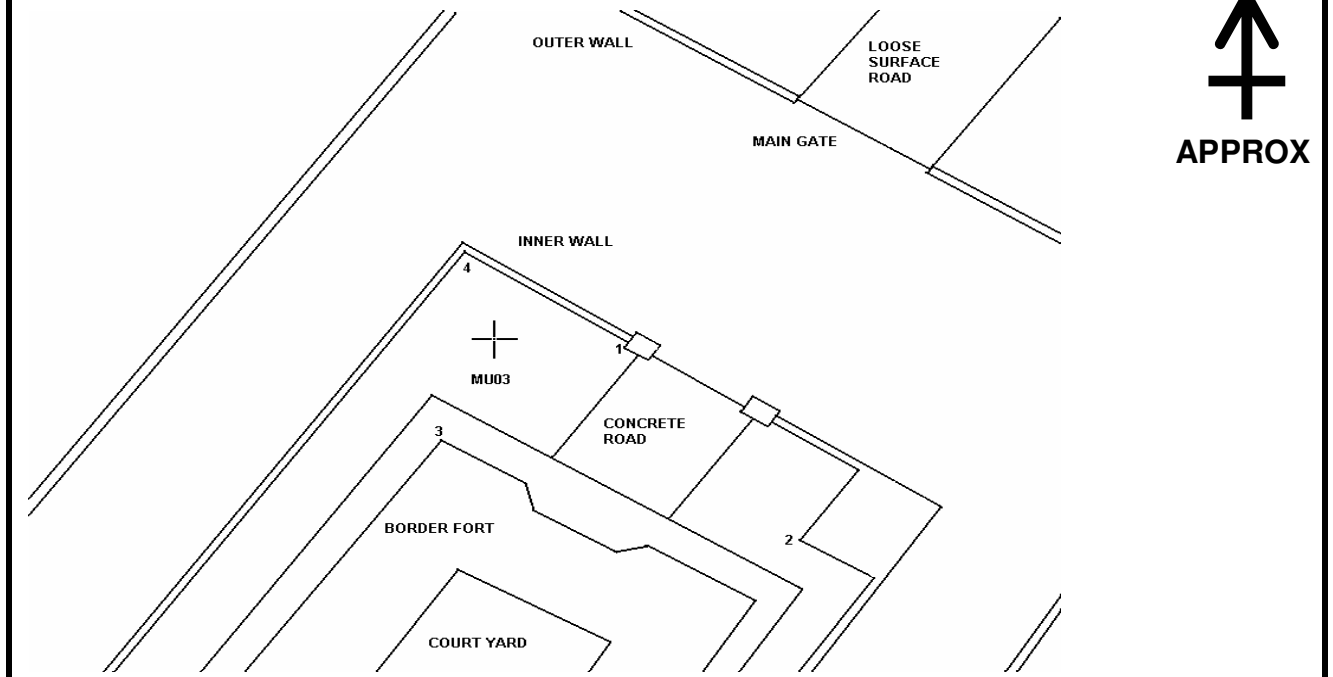 OUTER WALL
LOOSE
SURFACE
ROAD
MAIN GATE
APPROX
INNER WALL
4
1
MU03
CONCRETE
ROAD
3
BORDER FORT
2
COURT YARD